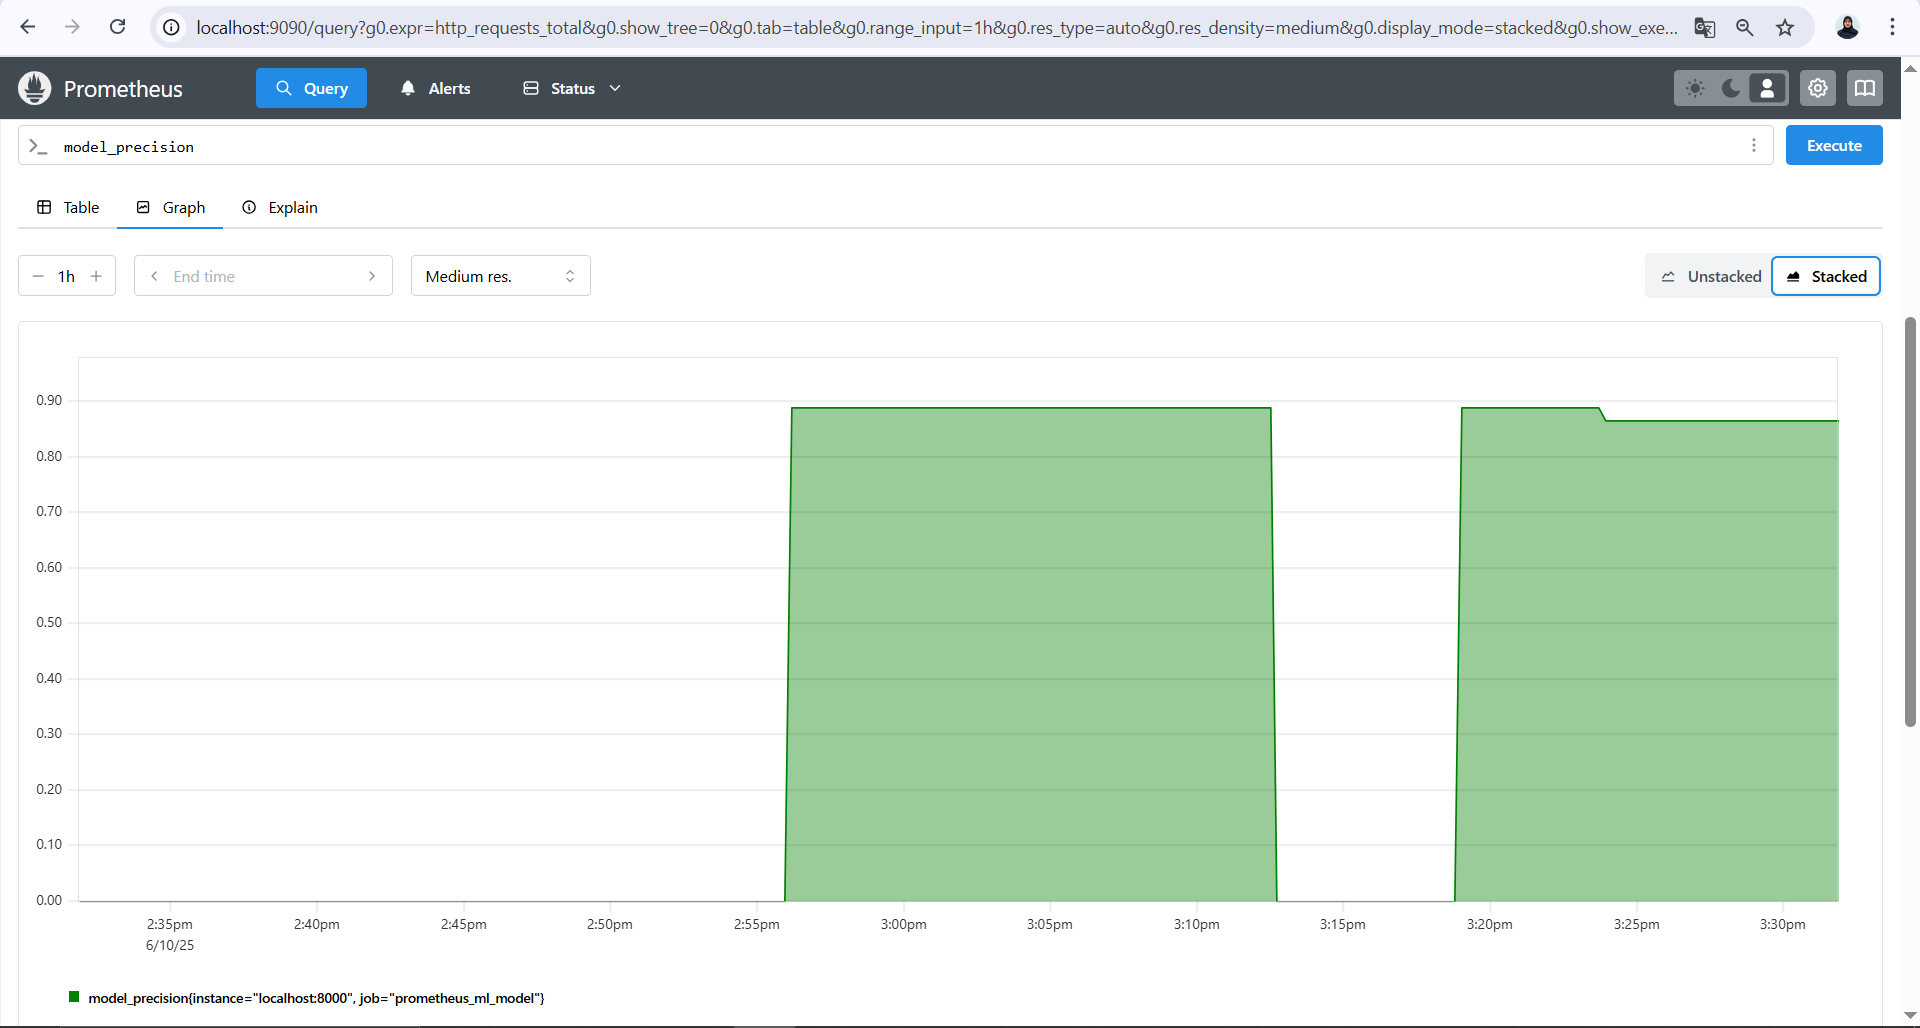 localhost:9090/query?g0.expr=http_requests_total&g0.show_tree=0&g0.tab=table&g0.range_input=1h&g0.res_type=auto&g0.res_density=medium&g0.display_mode=stacked&g0.show_exe...
Prometheus
Query
Alerts
Status
model_precision
Execute
Table
Graph
Explain
1h
End time
Medium res.
Unstacked
Stacked
0.90
0.80
0.70
0.60
0.50
0.40
0.30
0.20
0.10
0.00
2:35pm 2:40pm 2:45pm 2:50pm 2:55pm 3:00pm 3:05pm 3:10pm 3:15pm 3:20pm 3:25pm 3:30pm
6/10/25
model_precision{instance="localhost:8000", job="prometheus_ml_model"}